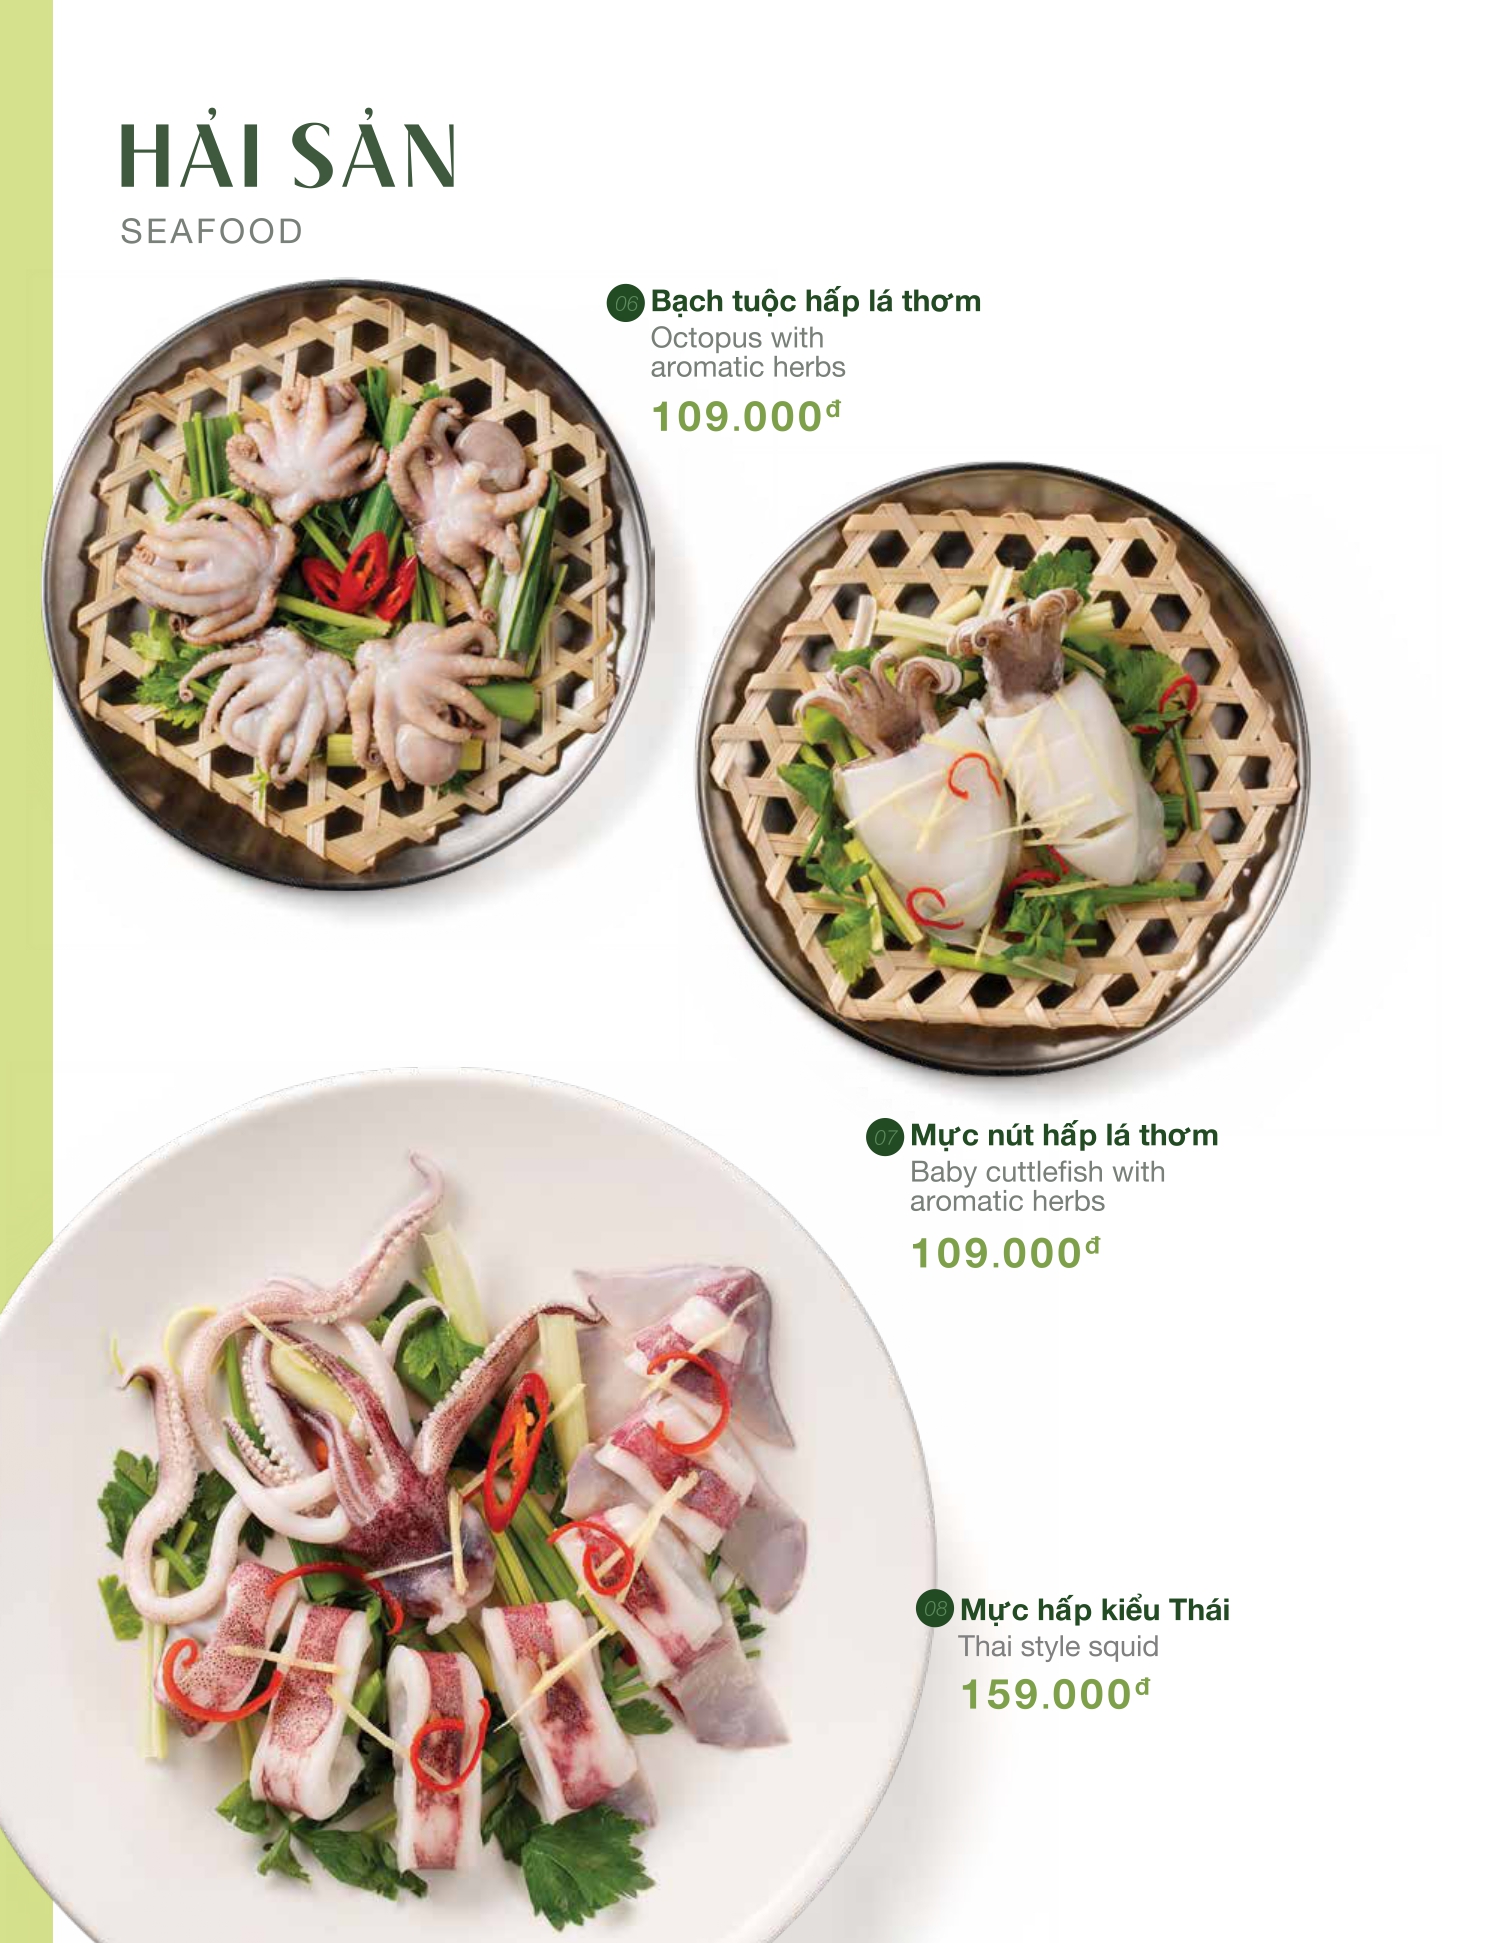 HẢI SẢN
SEAFOOD
06 Bạch tuộc hấp lá thơm
Octopus with
aromatic herbs
109.000đ
07 Mực nút hấp lá thơm
Baby cuttlefish with
aromatic herbs
109.000đ
08 Mực hấp kiểu Thái
Thai style squid
159.000đ